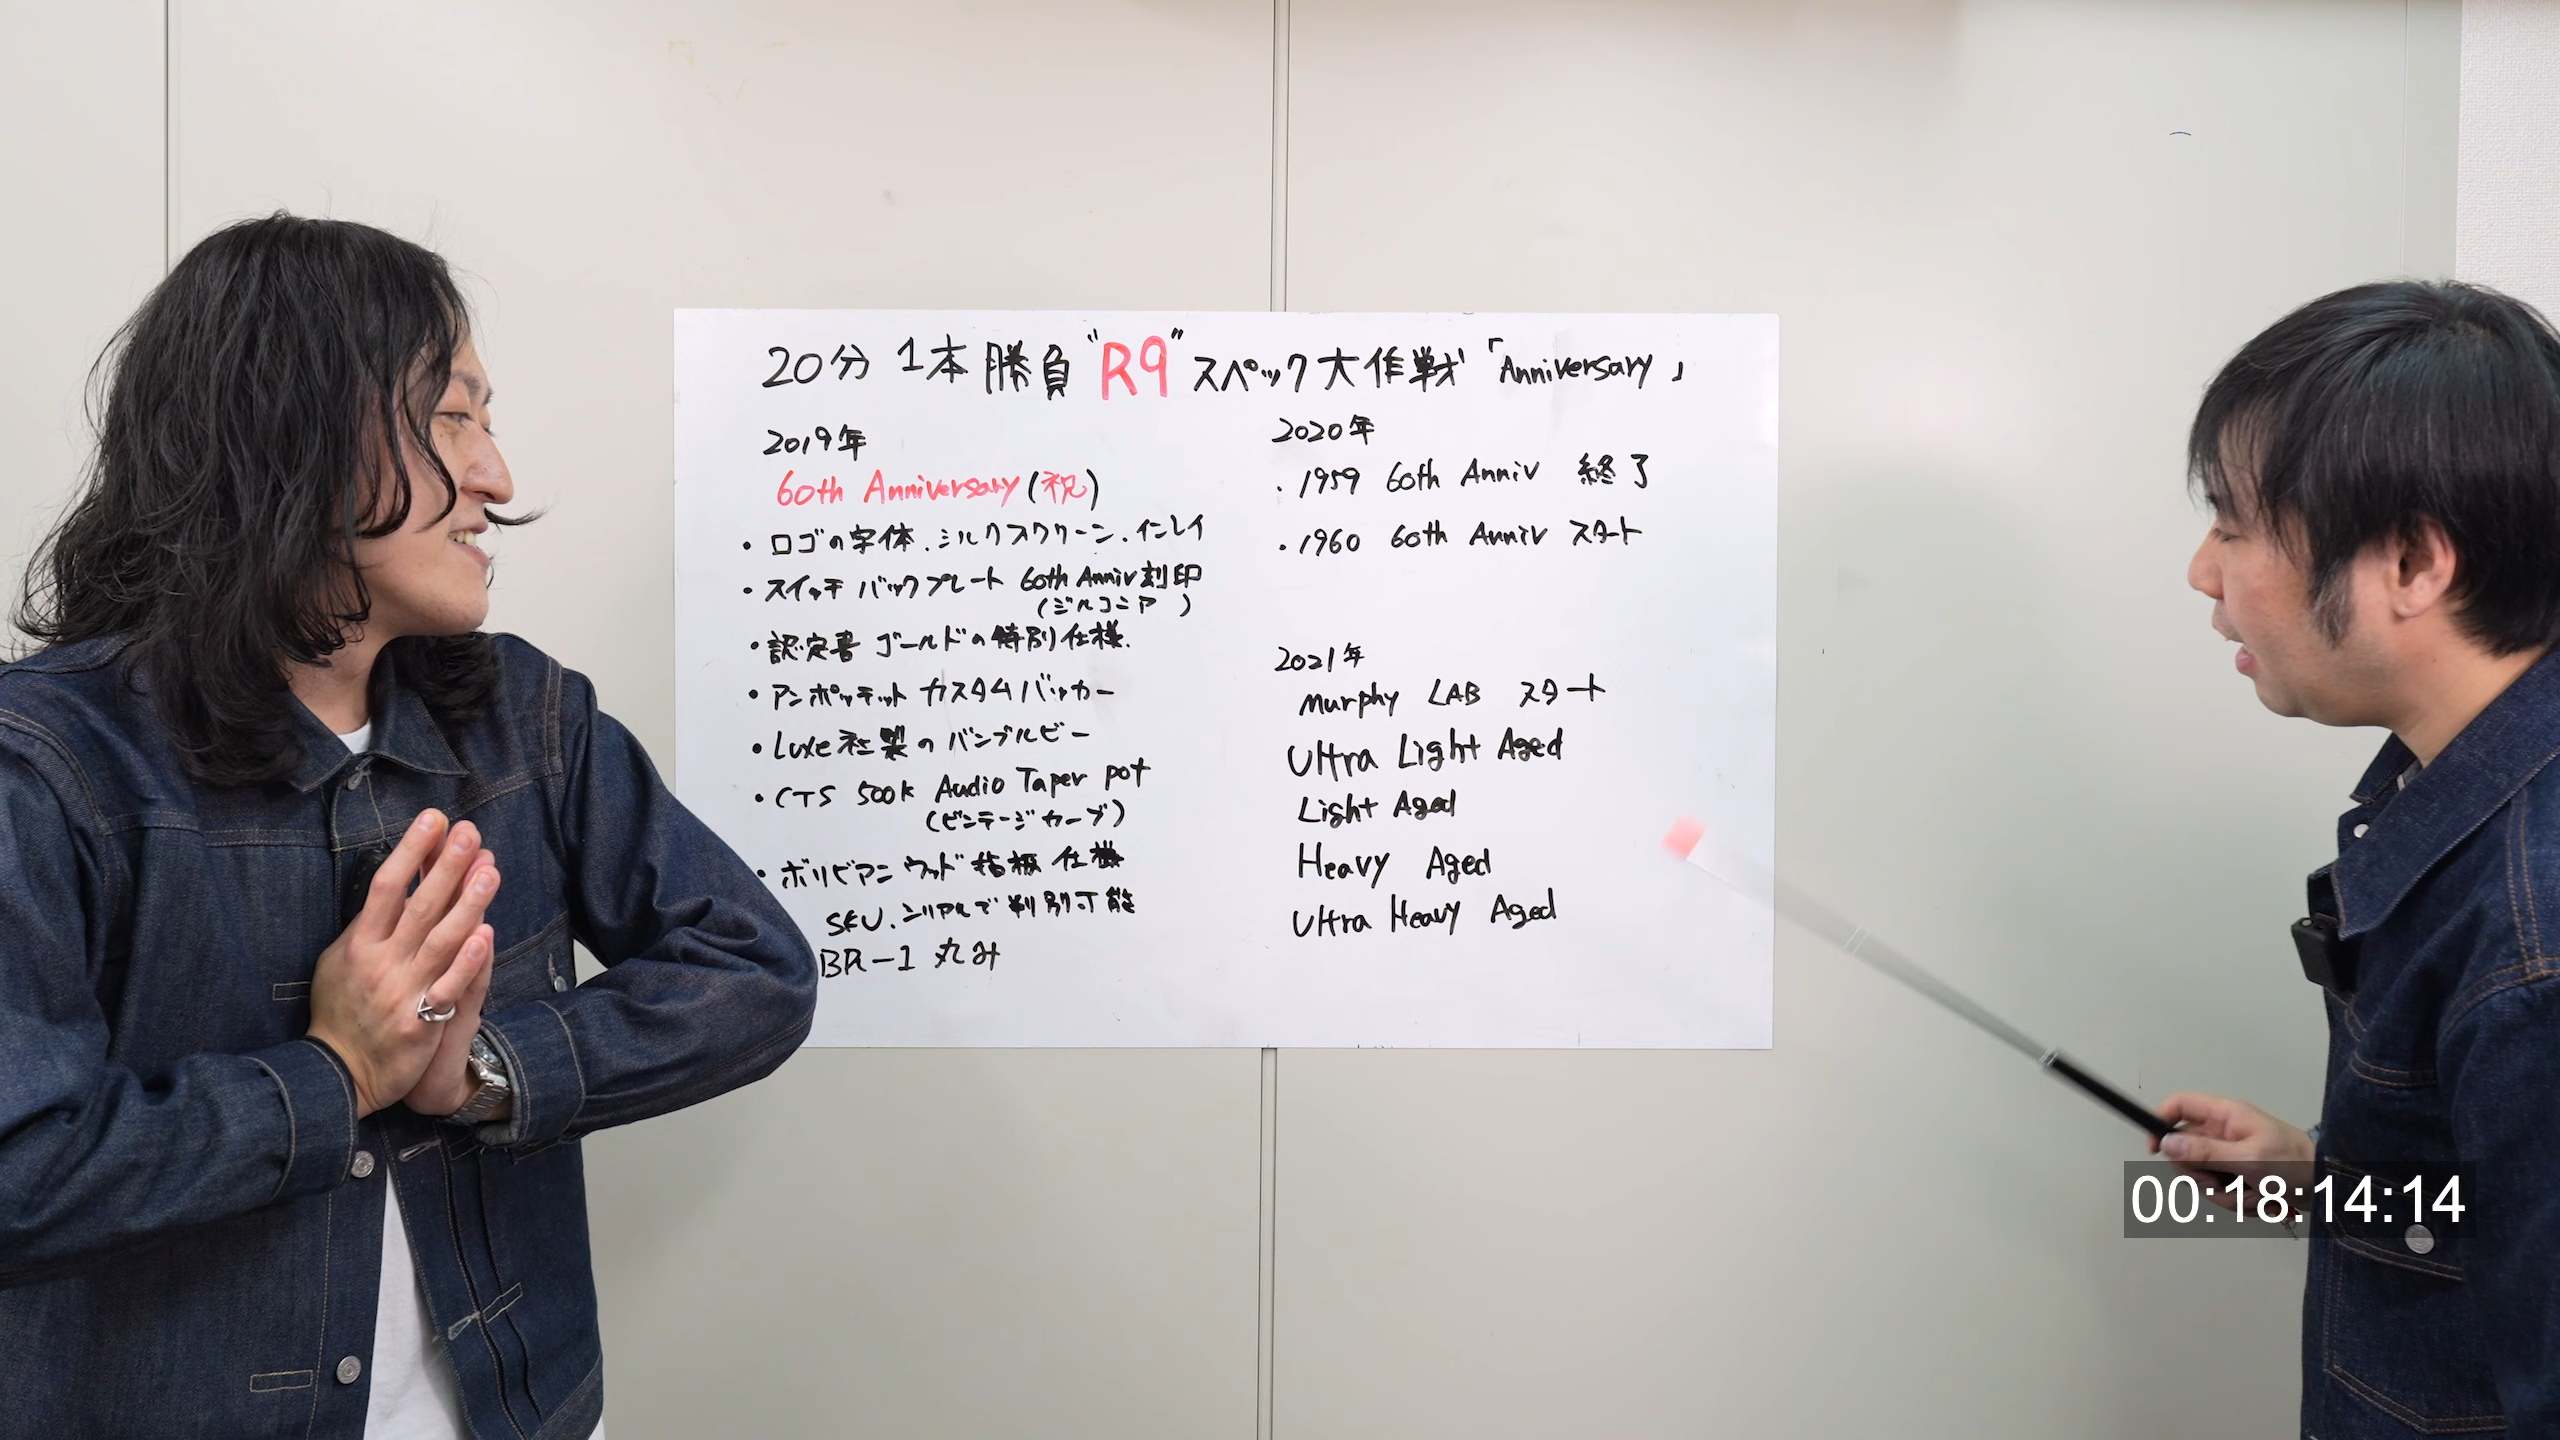 20分 1本勝負 "R9" スペック大作戦「Anniversary」
2019年
60th Anniversary (祝)
・ロゴの字体.シルクスクリーン.インレイ
・スイッチ バックプレート 60th Anniv 刻印
(ジルコニア)
・認定書 ゴールドの特別仕様.
・アンポッテット カスタムバッカー
・Luxe社製のバンブルビー
・CTS 500k Audio Taper pot
(ビンテージカーブ)
・ボリビアンウッド指板仕様
SKU.シリアルで判別可能
BR-1 丸み
2020年
・1959 60th Anniv 終了
・1960 60th Anniv スタート
2021年
Murphy LAB スタート
Ultra Light Aged
Light Aged
Heavy Aged
Ultra Heavy Aged
00:18:14:14